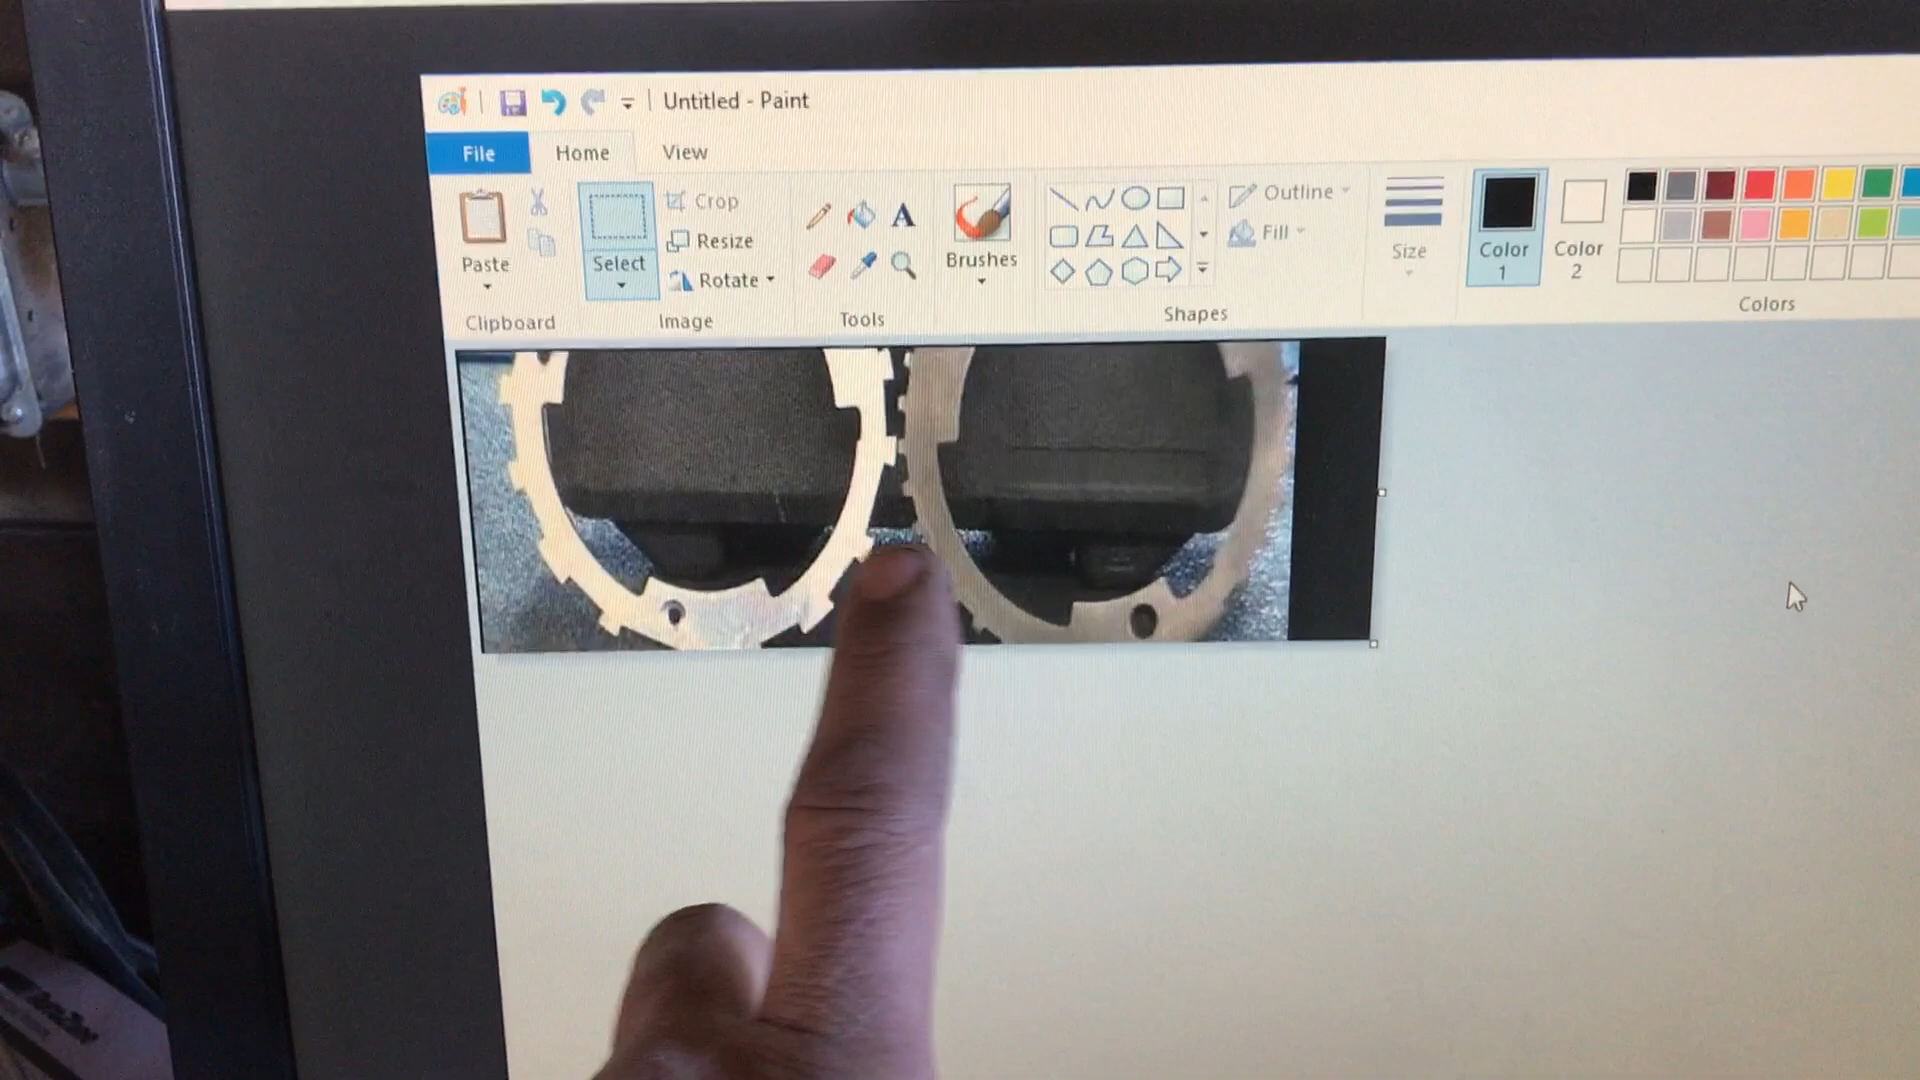 Untitled - Paint
File Home View
Paste
Clipboard
Select
Crop
Resize
Rotate
Image
A
Tools
Brushes
Outline
Fill
Shapes
Size
Color 1
Color 2
Colors